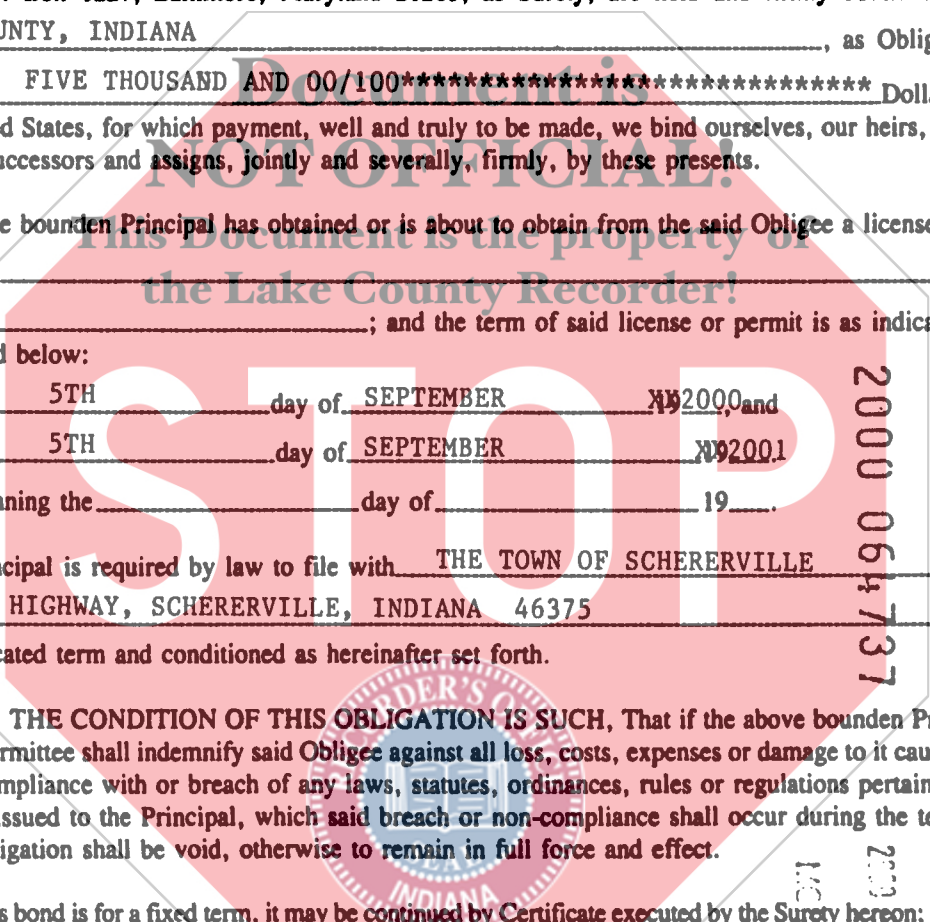 Baltimore, Maryland
UNTY, INDIANA, as Oblig
FIVE THOUSAND AND 00/100****************************** Dolla
d States, for which payment, well and truly to be made, we bind ourselves, our heirs,
uccessors and assigns, jointly and severally, firmly, by these presents.
e bounden Principal has obtained or is about to obtain from the said Obligee a license
; and the term of said license or permit is as indica
d below:
5TH day of SEPTEMBER 2000, and
5TH day of SEPTEMBER 2001
nning the day of 19 .
ncipal is required by law to file with THE TOWN OF SCHERERVILLE
HIGHWAY, SCHERERVILLE, INDIANA 46375
cated term and conditioned as hereinafter set forth.
THE CONDITION OF THIS OBLIGATION IS SUCH, That if the above bounden Pr
rmittee shall indemnify said Obligee against all loss, costs, expenses or damage to it cau
mpliance with or breach of any laws, statutes, ordinances, rules or regulations pertain
issued to the Principal, which said breach or non-compliance shall occur during the te
igation shall be void, otherwise to remain in full force and effect.
s bond is for a fixed term, it may be continued by Certificate executed by the Surety hereon;
Document is
NOT OFFICIAL!
This Document is the property of
the Lake County Recorder!
STOP
2000 064737
RECORDER'S OFFICE
SEAL
INDIANA